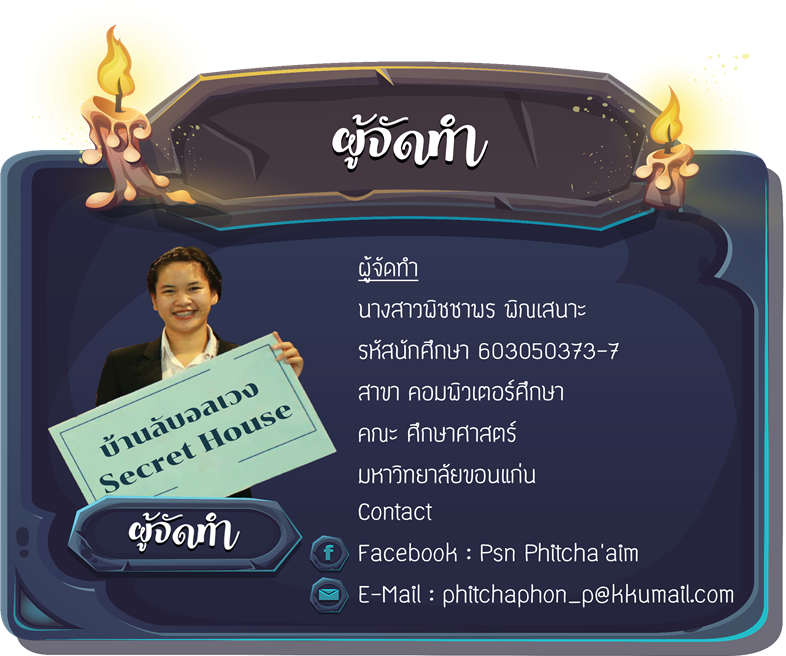 ผู้จัดทำ
ผู้จัดทำ
นางสาวพิชชาพร พิณเสนาะ
รหัสนักศึกษา 603050373-7
สาขา คอมพิวเตอร์ศึกษา
คณะ ศึกษาศาสตร์
มหาวิทยาลัยขอนแก่น
Contact
Facebook : Psn Phitcha'aim
E-Mail : phitchaphon_p@kkumail.com
บ้านลับอลเวง
Secret House
ผู้จัดทำ